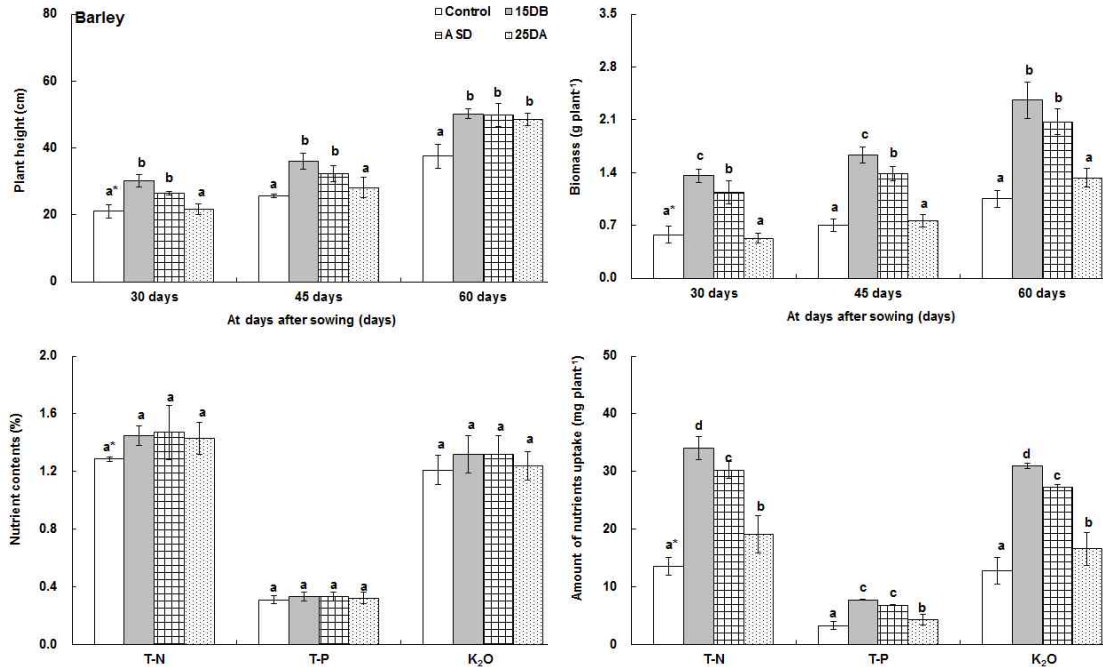 Barley
Control 15DB
ASD 25DA
Plant height (cm)
80
60
40
20
0
a* b b a
a b b a
a b b b
30 days 45 days 60 days
At days after sowing (days)
Biomass (g plant⁻¹)
3.5
2.8
2.1
1.4
0.7
0.0
a* c b a
a c b a
a b b a
30 days 45 days 60 days
At days after sowing (days)
Nutrient contents (%)
2.0
1.6
1.2
0.8
0.4
0.0
a* a a a
a a a a
a a a a
T-N T-P K₂O
Amount of nutrients uptake (mg plant⁻¹)
50
40
30
20
10
0
a* d c b
a c c b
a d c b
T-N T-P K₂O